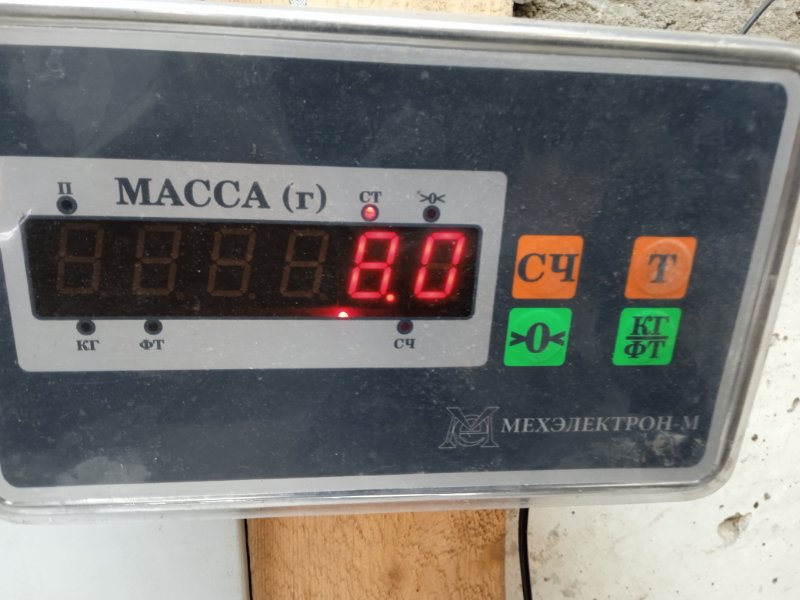 П
МАССА (г)
СТ
>0<
8.0
КГ
ФТ
СЧ
СЧ
Т
>0<
КГ
ФТ
МЕХЭЛЕКТРОН-М